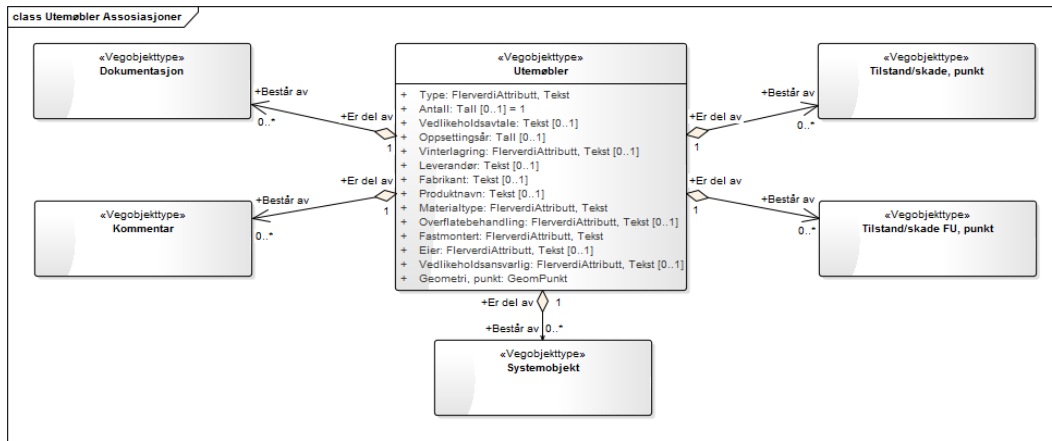 class Utemøbler Assosiasjoner
«Vegobjekttype»
Dokumentasjon
+Består av
0..*
+Er del av
1
«Vegobjekttype»
Utemøbler
+ Type: FlerverdiAttributt, Tekst
+ Antall: Tall [0..1] = 1
+ Vedlikeholdsavtale: Tekst [0..1]
+ Oppsettingsår: Tall [0..1]
+ Vinterlagring: FlerverdiAttributt, Tekst [0..1]
+ Leverandør: Tekst [0..1]
+ Fabrikant: Tekst [0..1]
+ Produktnavn: Tekst [0..1]
+ Materialtype: FlerverdiAttributt, Tekst
+ Overflatebehandling: FlerverdiAttributt, Tekst [0..1]
+ Fastmontert: FlerverdiAttributt, Tekst
+ Eier: FlerverdiAttributt, Tekst [0..1]
+ Vedlikeholdsansvarlig: FlerverdiAttributt, Tekst [0..1]
+ Geometri, punkt: GeomPunkt
«Vegobjekttype»
Tilstand/skade, punkt
+Består av
0..*
+Er del av
1
«Vegobjekttype»
Kommentar
+Består av
0..*
+Er del av
1
«Vegobjekttype»
Tilstand/skade FU, punkt
+Består av
0..*
+Er del av
1
+Er del av
1
+Består av
0..*
«Vegobjekttype»
Systemobjekt